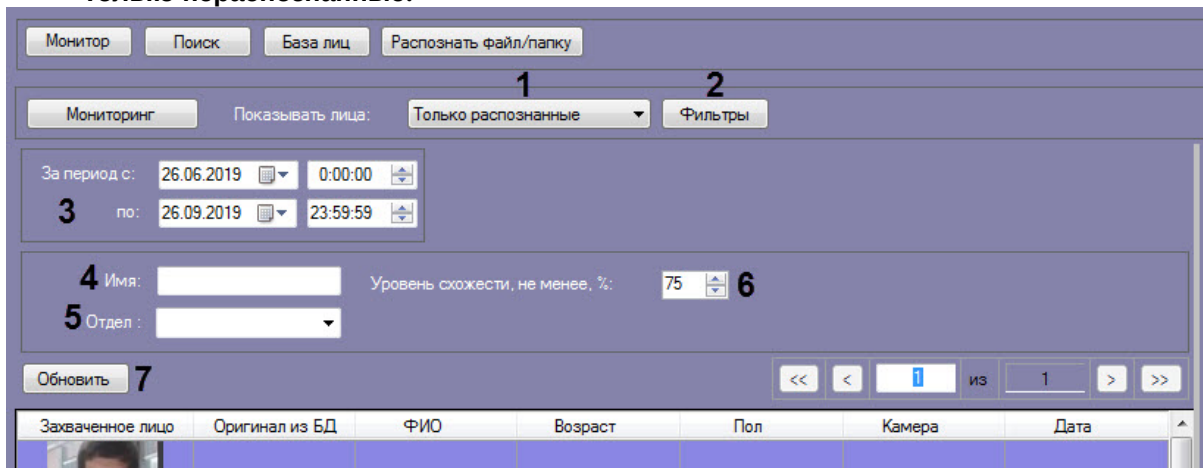 только нераспознанные.
Монитор Поиск База лиц Распознать файл/папку
1 2
Мониторинг Показывать лица: Только распознанные Фильтры
За период с: 26.06.2019 0:00:00
3 по: 26.09.2019 23:59:59
4 Имя: Уровень схожести, не менее, %: 75 6
5 Отдел :
Обновить 7 << < 1 из 1 > >>
Захваченное лицо Оригинал из БД ФИО Возраст Пол Камера Дата